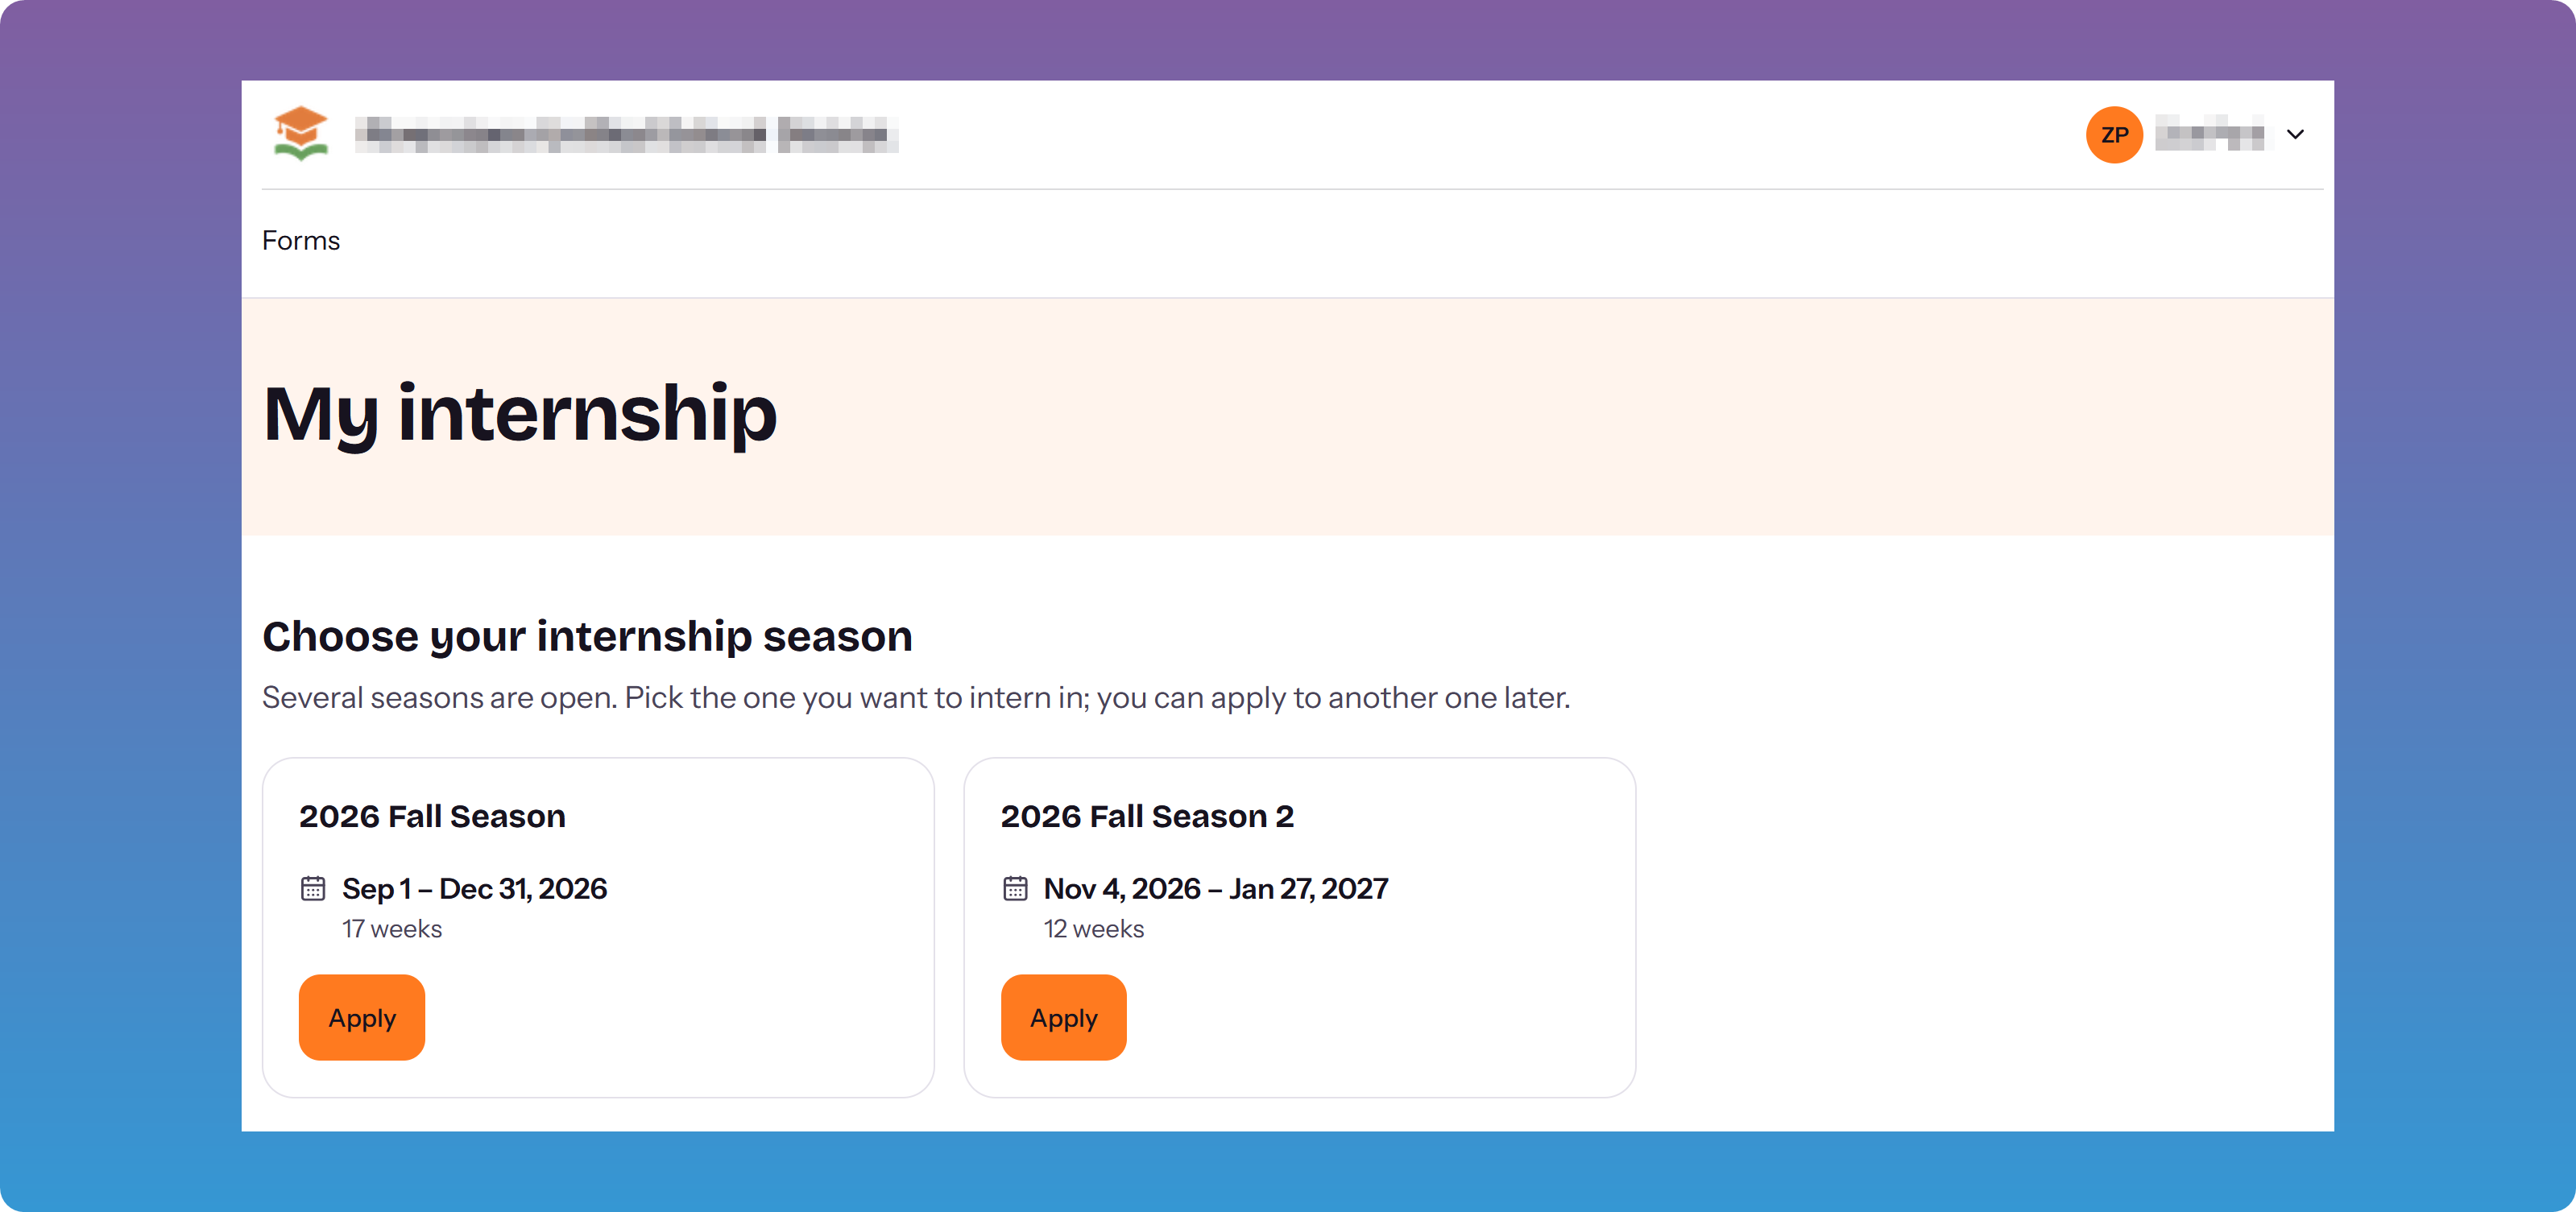 ZP
Forms
My internship
Choose your internship season
Several seasons are open. Pick the one you want to intern in; you can apply to another one later.
2026 Fall Season
Sep 1 – Dec 31, 2026
17 weeks
Apply
2026 Fall Season 2
Nov 4, 2026 – Jan 27, 2027
12 weeks
Apply